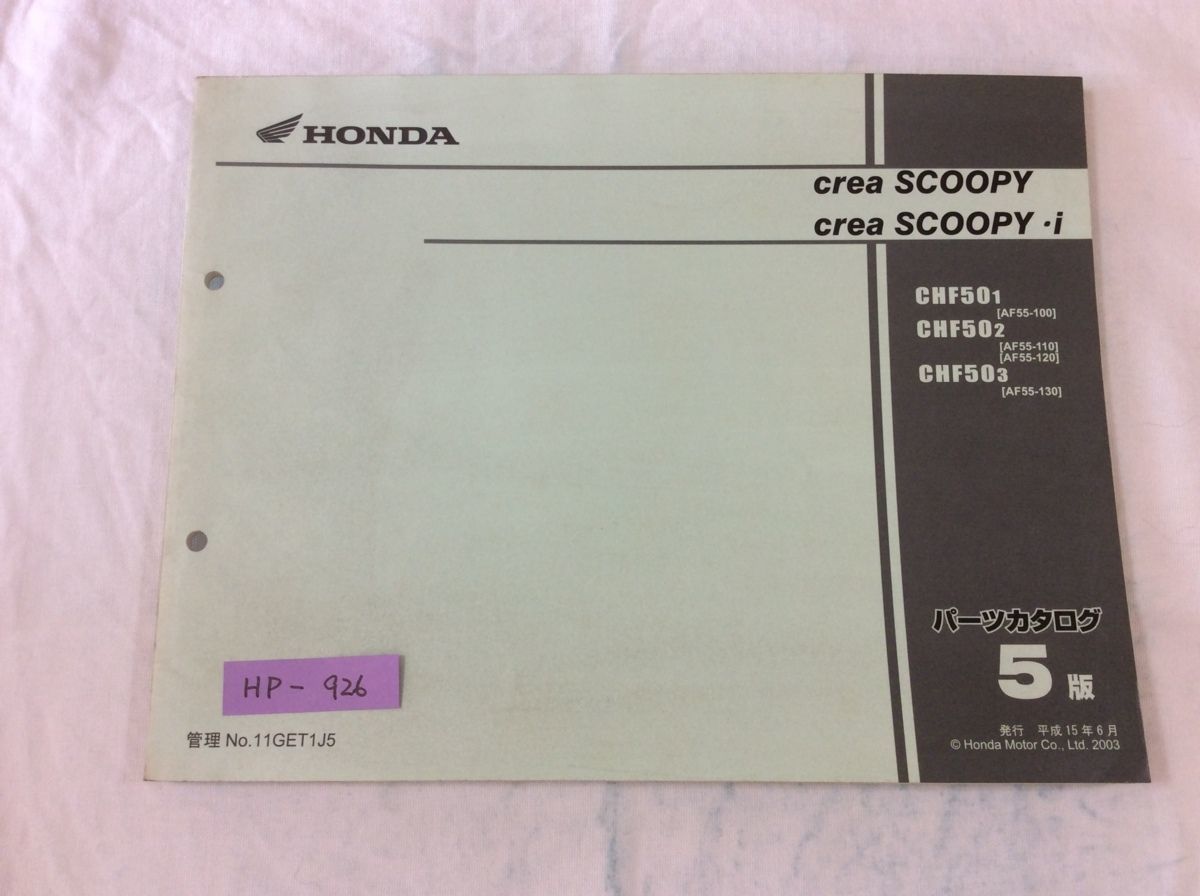 HONDA
crea SCOOPY
crea SCOOPY・i
CHF501
[AF55-100]
CHF502
[AF55-110]
[AF55-120]
CHF503
[AF55-130]
パーツカタログ
5版
HP-926
管理 No.11GET1J5
発行 平成15年6月
© Honda Motor Co., Ltd. 2003